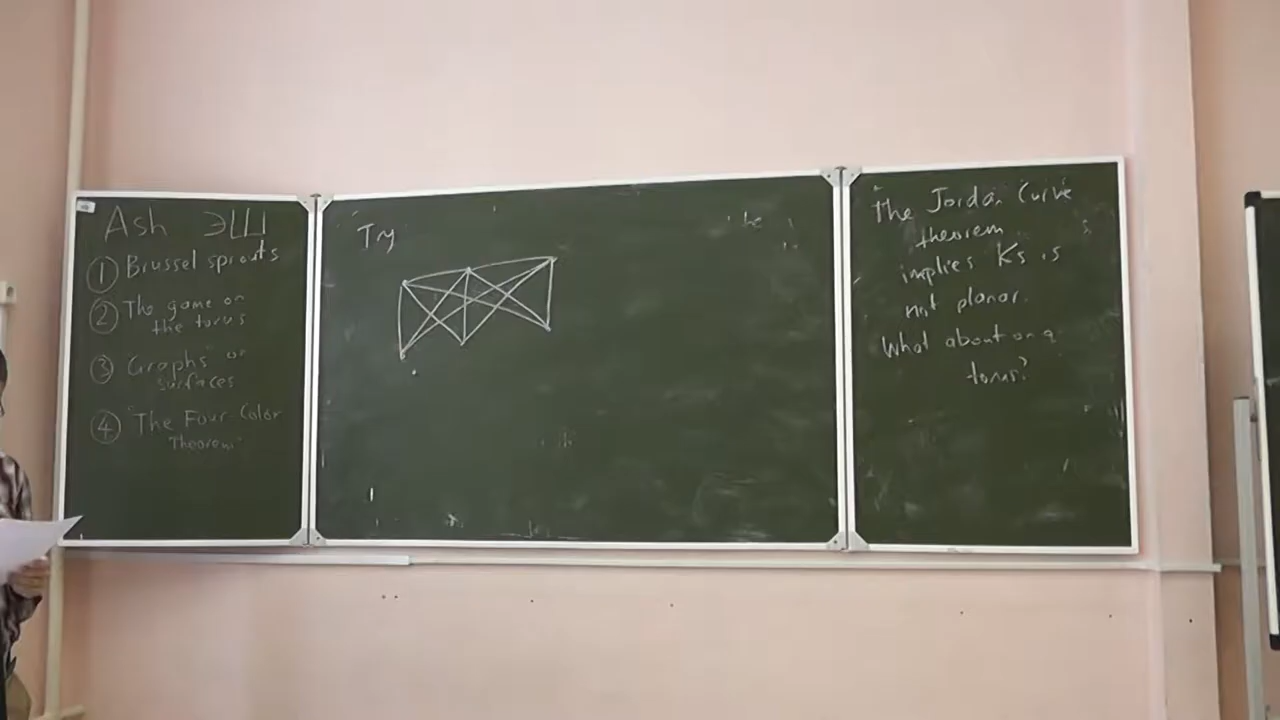 Ash ЭШ
① Brussel sprouts
② The game on
the torus
③ Graphs on
surfaces
④ "The Four-Color
Theorem"
Try
The Jordan Curve
theorem
implies K5 is
not planar.
What about on a
torus?